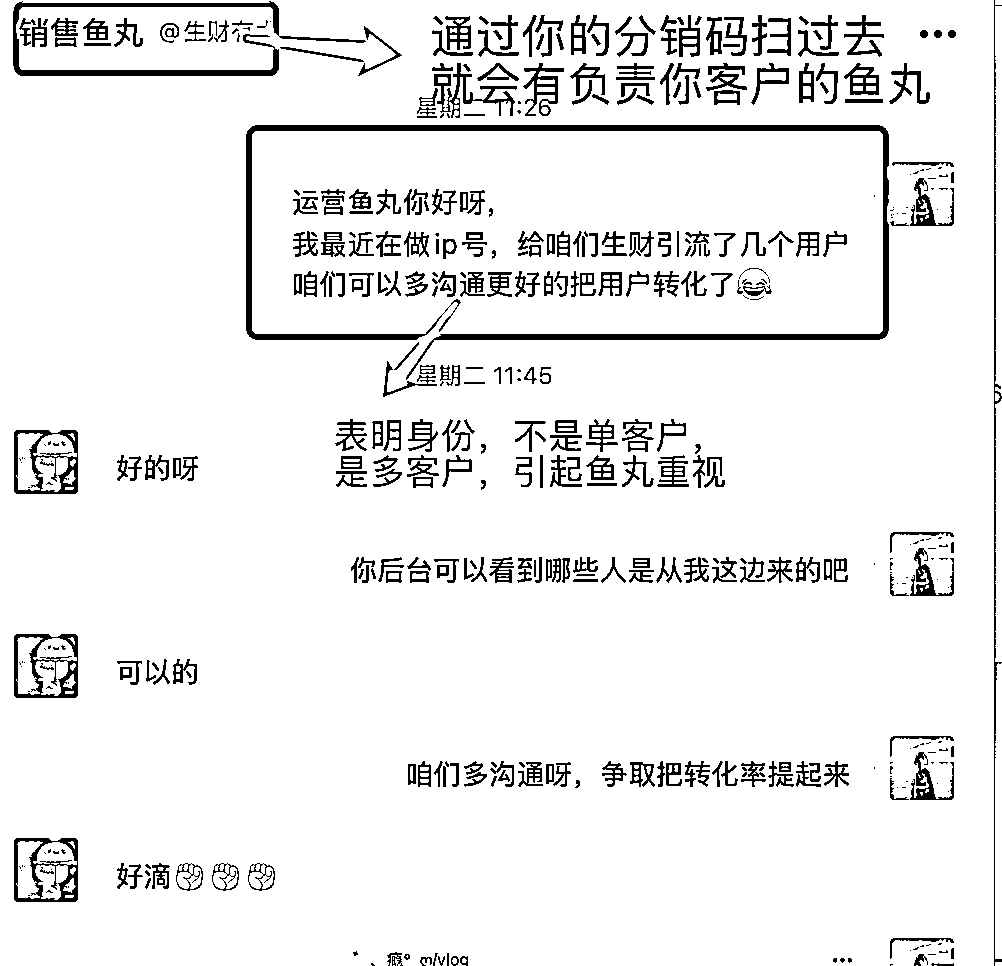 销售鱼丸 @生财有
通过你的分销码扫过去
就会有负责你客户的鱼丸
星期二 11:26
运营鱼丸你好呀，
我最近在做ip号，给咱们生财引流了几个用户
咱们可以多沟通更好的把用户转化了😂
星期二 11:45
表明身份，不是单客户，
是多客户，引起鱼丸重视
好的呀
你后台可以看到哪些人是从我这边来的吧
可以的
咱们多沟通呀，争取把转化率提起来
好滴✊✊✊
vlog